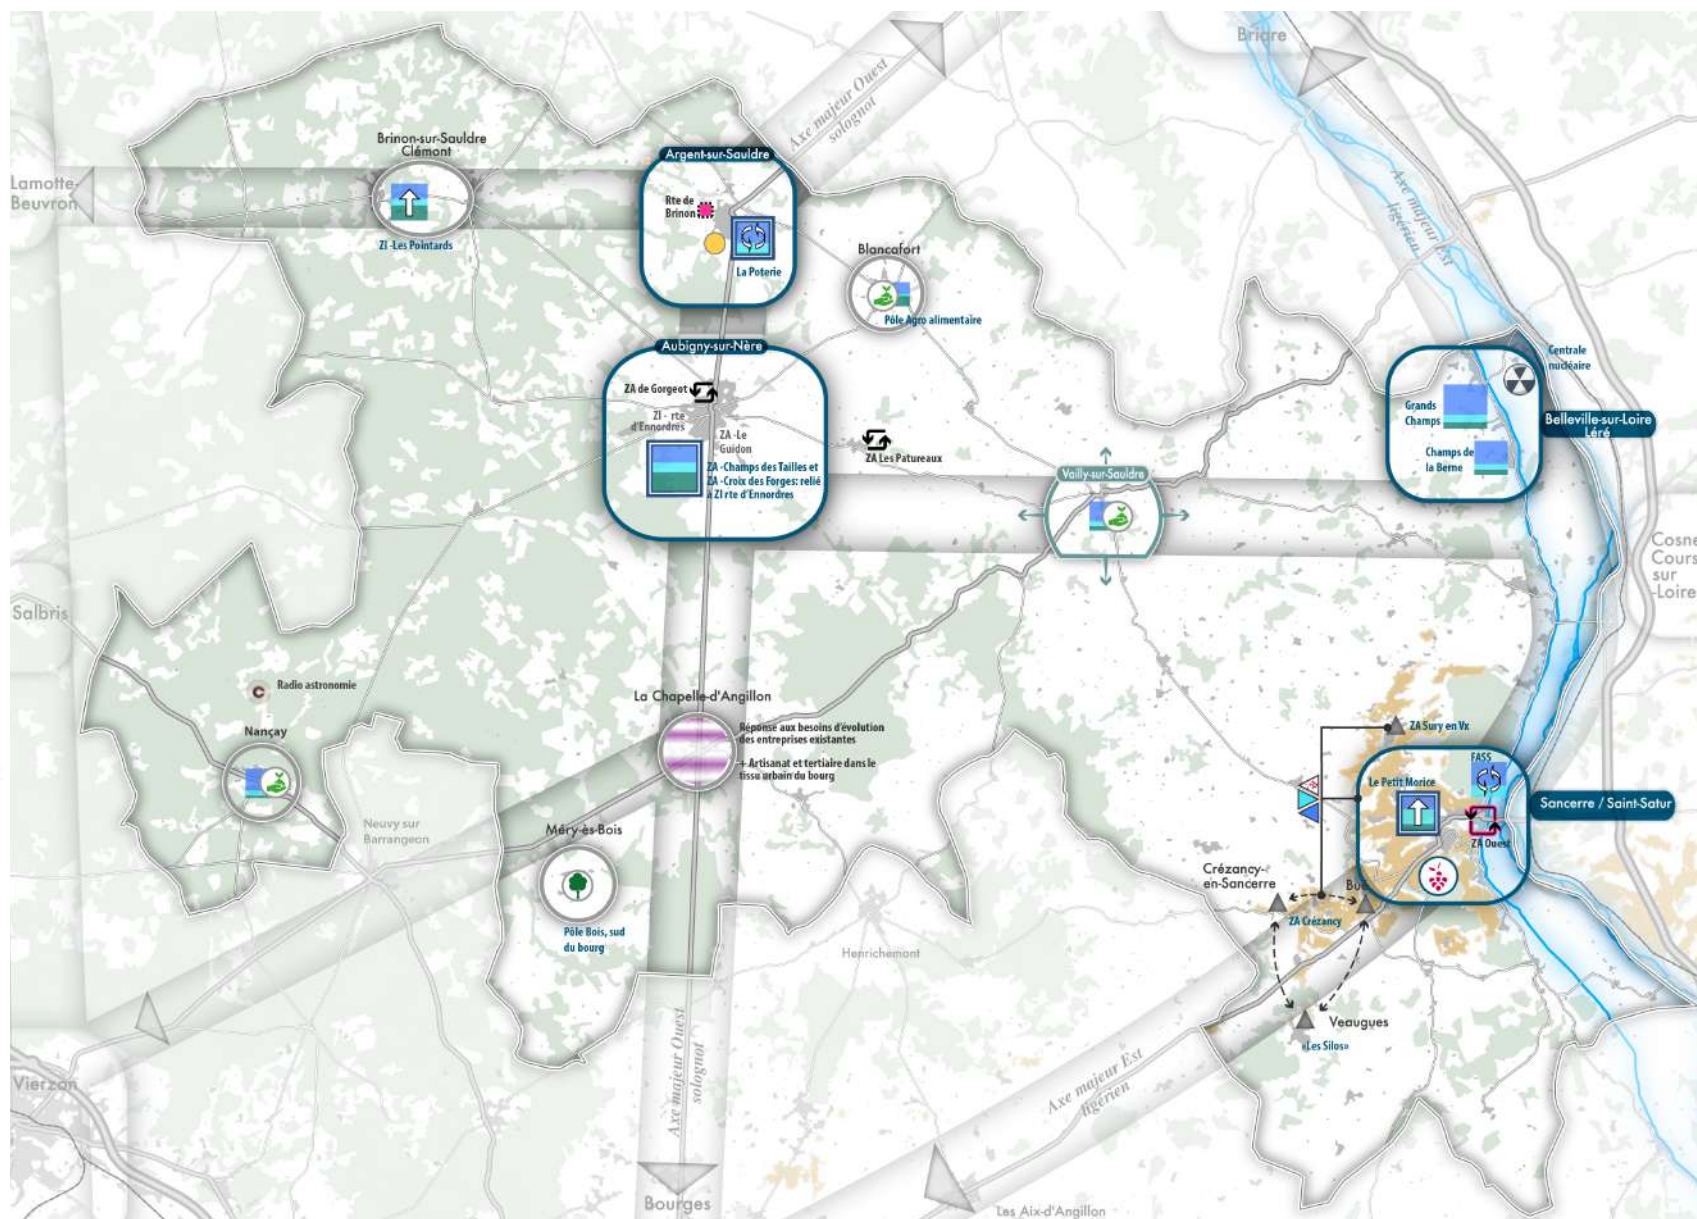 Briare
Axe majeur Ouest
solognot
Brinon-sur-Sauldre
Clémont
Argent-sur-Sauldre
Lamotte-
Beuvron
Rte de
Brinon
ZI -Les Pointards
La Poterie
Blancafort
Pôle Agro alimentaire
Axe majeur Est
ligérien
Aubigny-sur-Nère
ZA de Gorgeot
ZI - rte
d'Ennordres
ZA -Le
Guidon
ZA -Champs des Tailles et
ZA -Croix des Forges: relié
à ZI rte d'Ennordres
ZA Les Patureaux
Centrale
nucléaire
Grands
Champs
Belleville-sur-Loire
Léré
Champs de
la Berne
Vailly-sur-Sauldre
Cosne
Cours
sur
-Loire
Salbris
Radio astronomie
Nançay
La Chapelle-d'Angillon
Réponse aux besoins d'évolution
des entreprises existantes
+ Artisanat et tertiaire dans le
tissu urbain du bourg
ZA Sury en Vx
FASS
Le Petit Morice
Sancerre / Saint-Satur
ZA Ouest
Neuvy sur
Barrangeon
Méry-ès-Bois
Pôle Bois, sud
du bourg
Crézancy-
en-Sancerre
Bué
ZA Crézancy
Henrichemont
Veaugues
«Les Silos»
Vierzon
Axe majeur Ouest
solognot
Axe majeur Est
ligérien
Bourges
Les Aix-d'Angillon